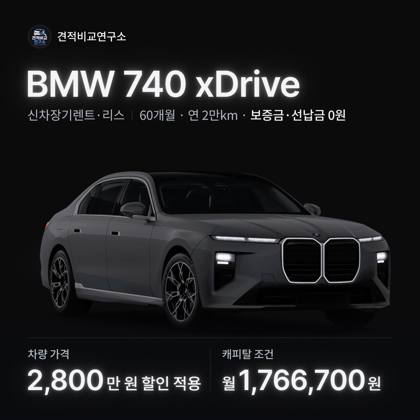 견적비교연구소
BMW 740 xDrive
신차장기렌트·리스 | 60개월 · 연 2만km · 보증금·선납금 0원
차량 가격
2,800만 원 할인 적용
캐피탈 조건
월 1,766,700원